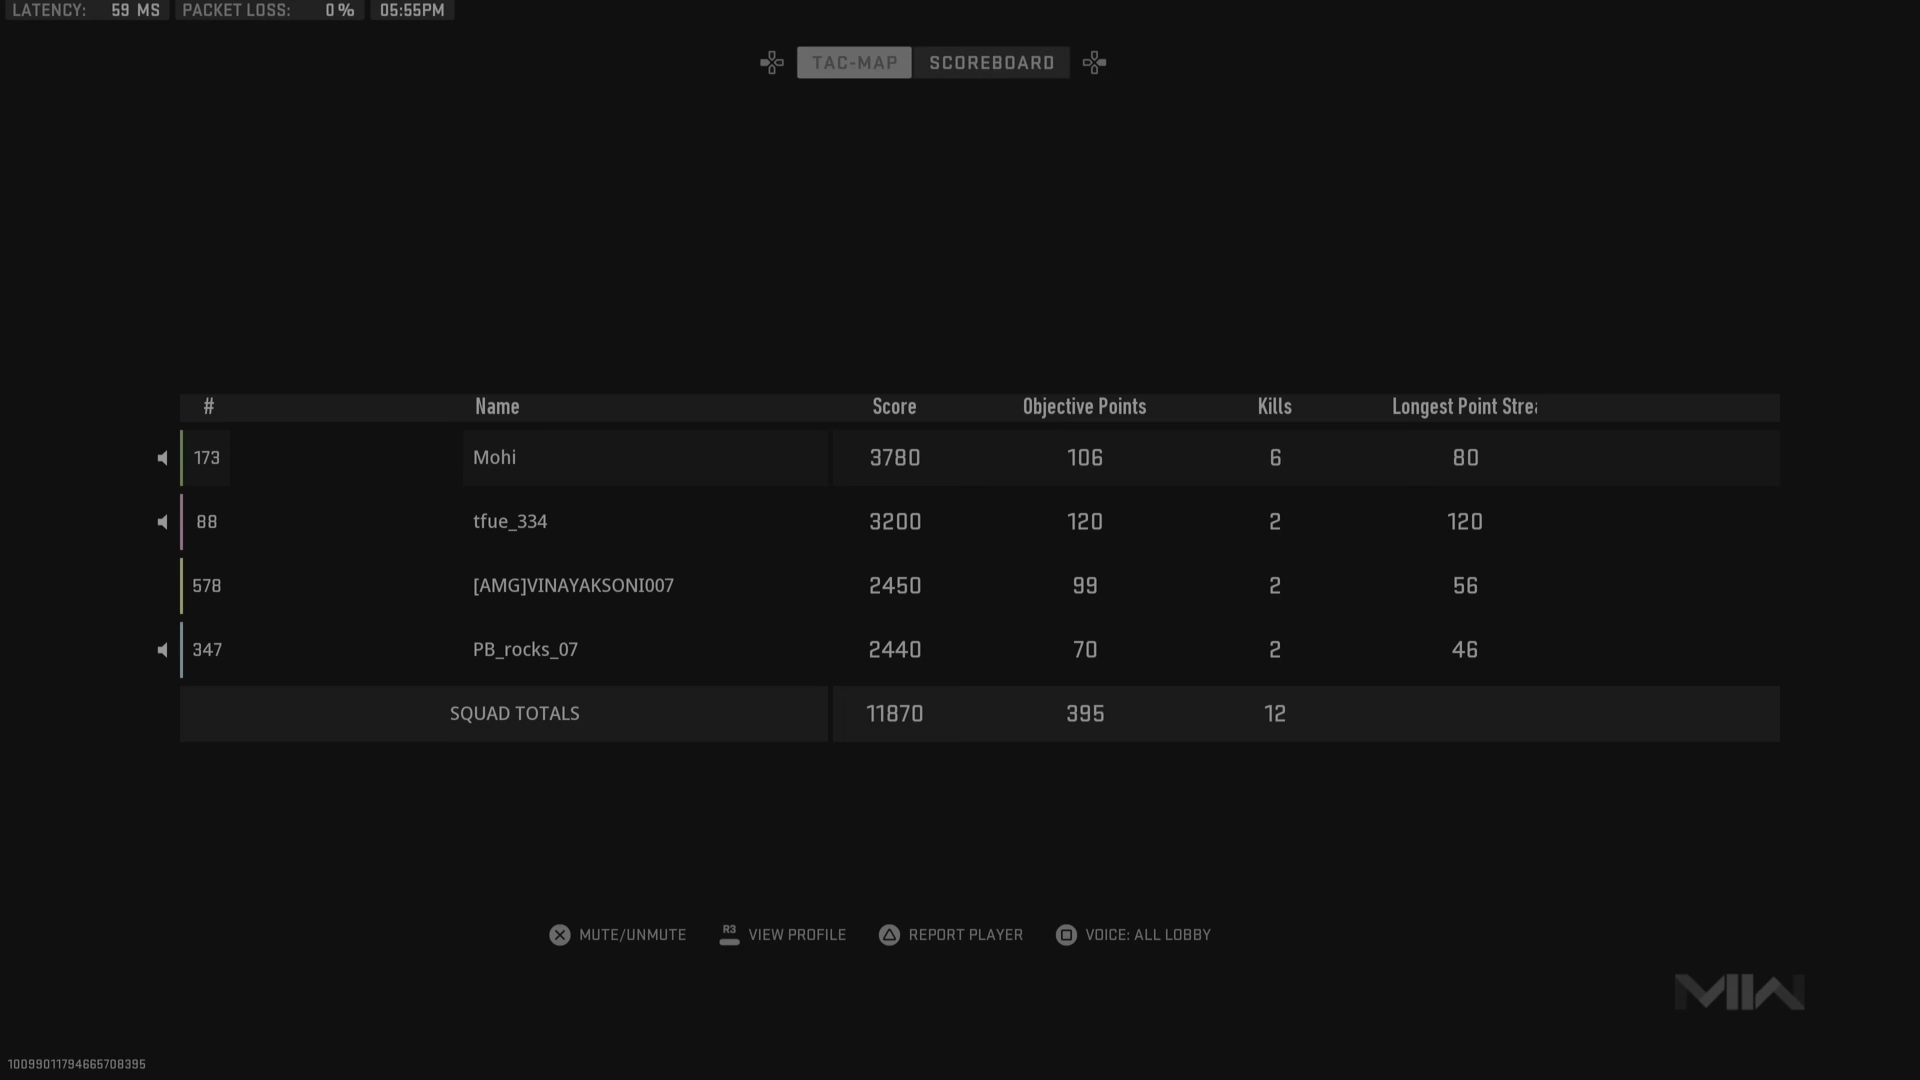 LATENCY: 59 MS PACKET LOSS: 0 % 05:55PM
TAC-MAP SCOREBOARD
# Name Score Objective Points Kills Longest Point Strea
173 Mohi 3780 106 6 80
88 tfue_334 3200 120 2 120
578 [AMG]VINAYAKSONI007 2450 99 2 56
347 PB_rocks_07 2440 70 2 46
SQUAD TOTALS 11870 395 12
MUTE/UNMUTE R3 VIEW PROFILE REPORT PLAYER VOICE: ALL LOBBY
MW
10099011794665708395